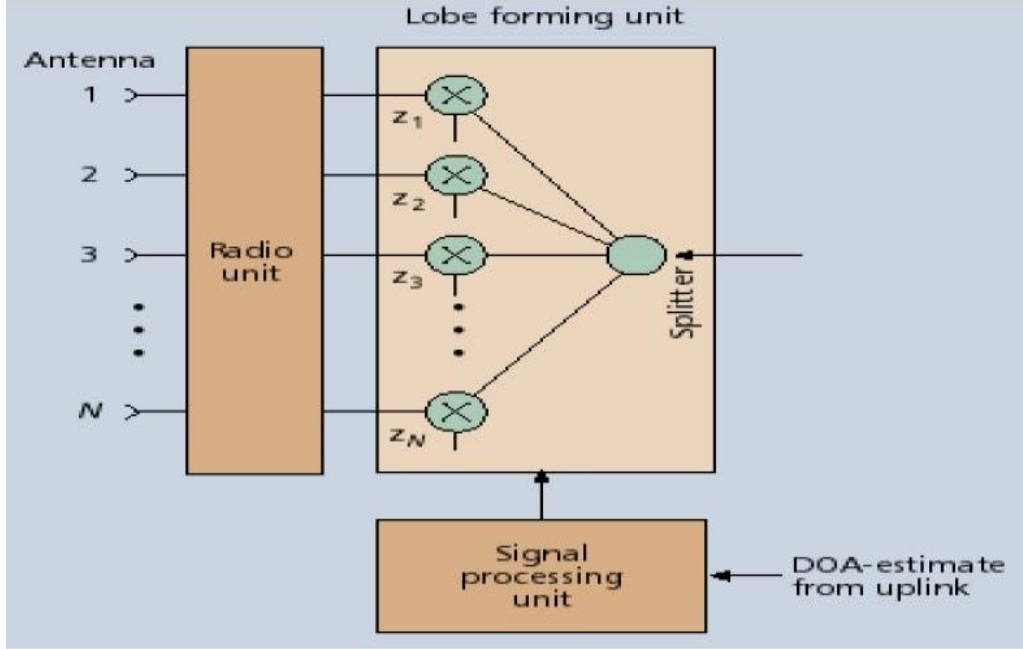 Lobe forming unit
Antenna
1
z1
2
z2
3
Radio
unit
z3
Splitter
N
zN
Signal
processing
unit
DOA-estimate
from uplink